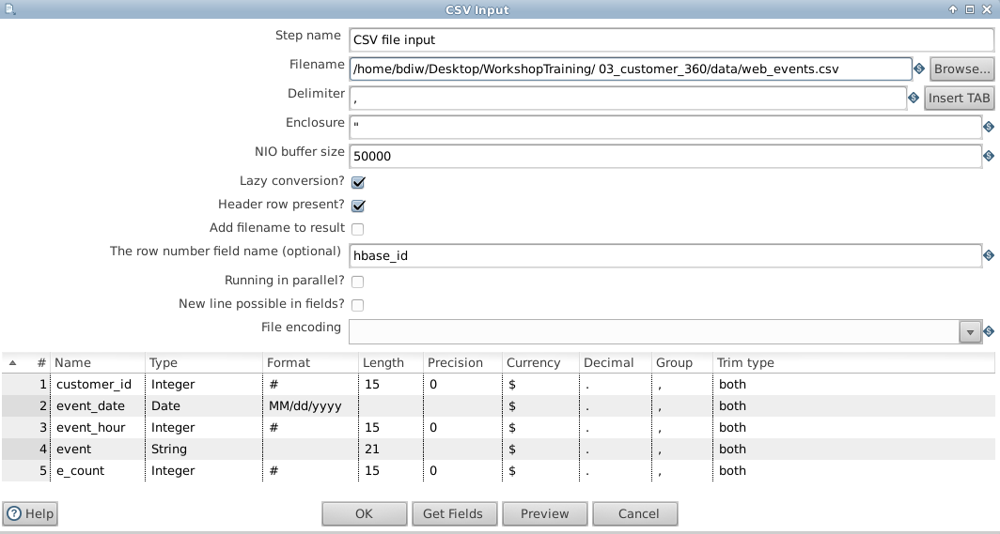 CSV Input
Step name CSV file input
Filename /home/bdiw/Desktop/WorkshopTraining/ 03_customer_360/data/web_events.csv Browse...
Delimiter , Insert TAB
Enclosure "
NIO buffer size 50000
Lazy conversion?
Header row present?
Add filename to result
The row number field name (optional) hbase_id
Running in parallel?
New line possible in fields?
File encoding
# Name Type Format Length Precision Currency Decimal Group Trim type
1 customer_id Integer # 15 0 $ . , both
2 event_date Date MM/dd/yyyy $ . , both
3 event_hour Integer # 15 0 $ . , both
4 event String 21 $ . , both
5 e_count Integer # 15 0 $ . , both
? Help OK Get Fields Preview Cancel